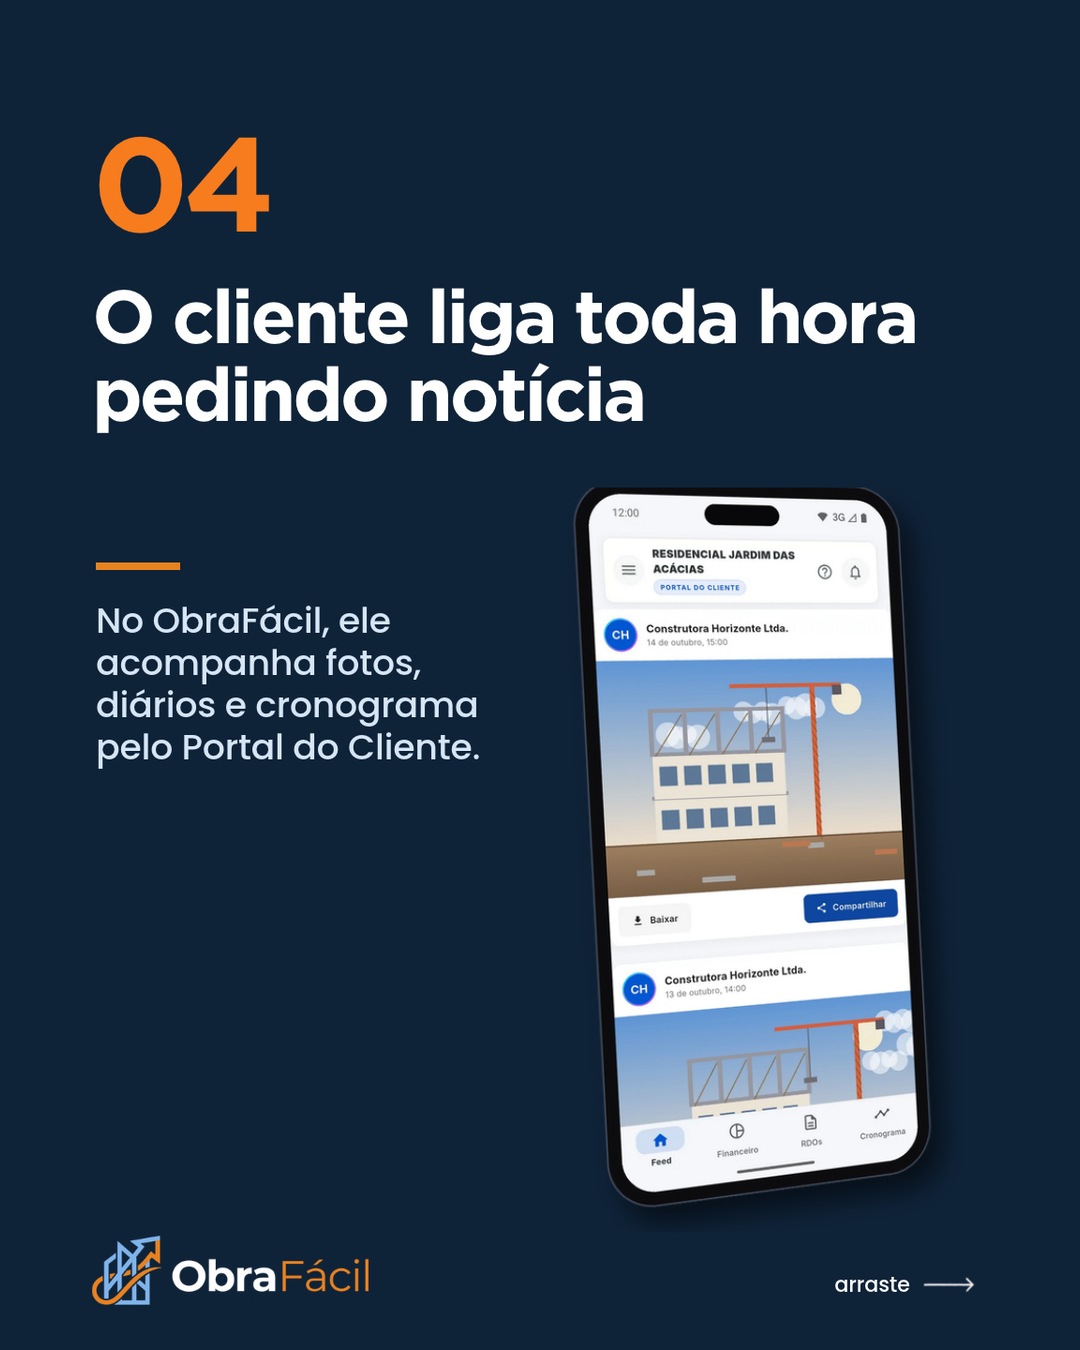 04
O cliente liga toda hora
pedindo notícia
No ObraFácil, ele
acompanha fotos,
diários e cronograma
pelo Portal do Cliente.
12:00
3G
RESIDENCIAL JARDIM DAS
ACÁCIAS
PORTAL DO CLIENTE
CH
Construtora Horizonte Ltda.
14 de outubro, 15:00
Baixar
Compartilhar
CH
Construtora Horizonte Ltda.
13 de outubro, 14:00
Feed
Financeiro
RDOs
Cronograma
ObraFácil
arraste